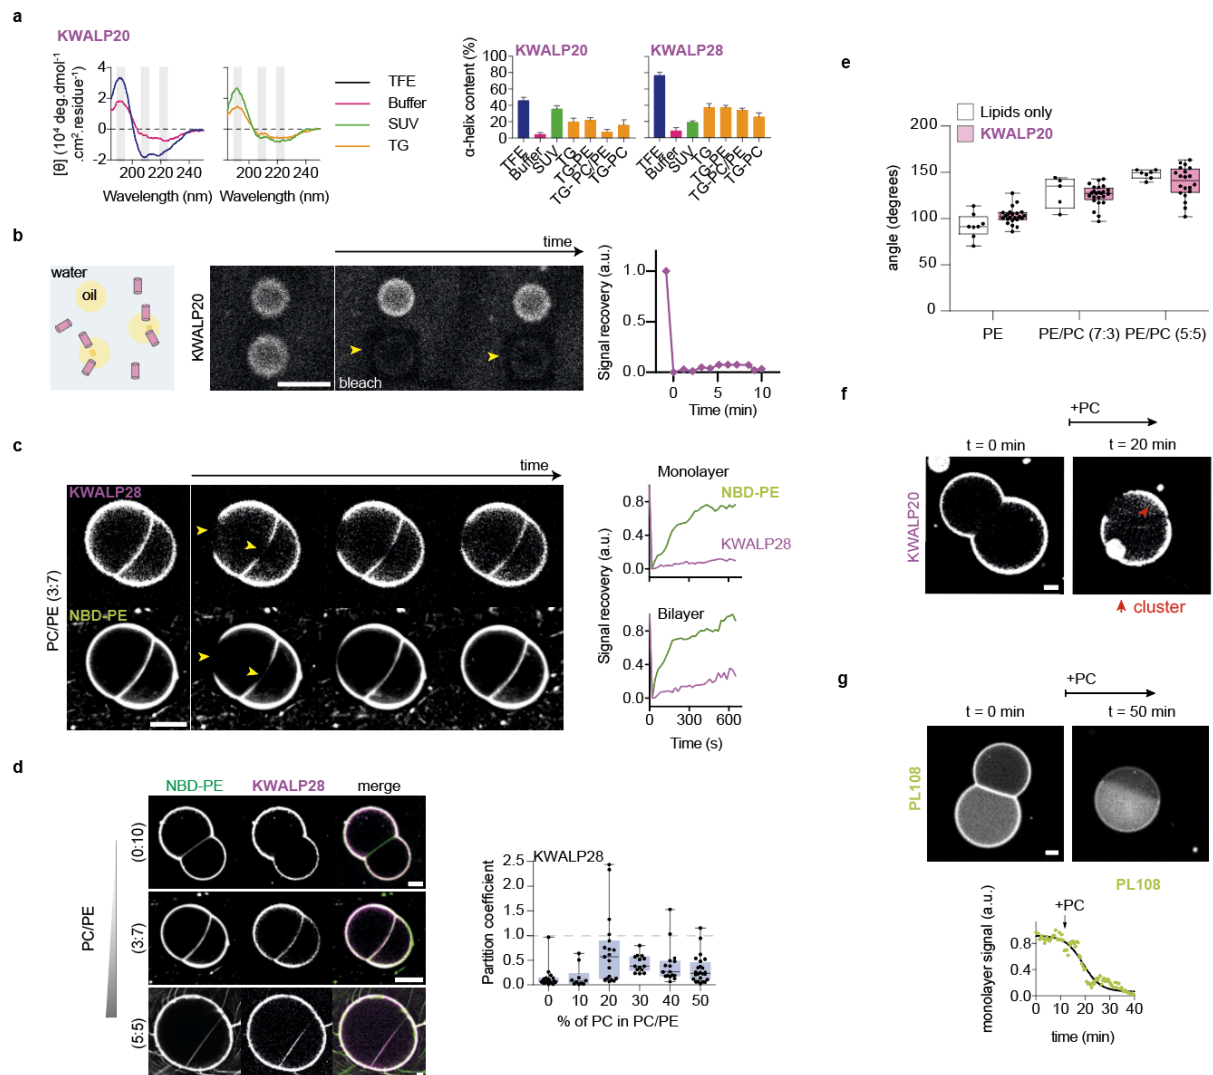 a
KWALP20
[θ] (10⁴ deg.dmol⁻¹
.cm².residue⁻¹)
4
2
0
-2
200 220 240
Wavelength (nm)
200 220 240
Wavelength (nm)
TFE
Buffer
SUV
TG
α-helix content (%)
100
80
60
40
20
0
KWALP20
KWALP28
TFE
Buffer
SUV
TG
TG-PE
TG-PC/PE
TG-PC
TFE
Buffer
SUV
TG
TG-PE
TG-PC/PE
TG-PC
b
time
water
oil
KWALP20
bleach
Signal recovery (a.u.)
1.0
0.5
0.0
0 5 10
Time (min)
c
time
PC/PE (3:7)
KWALP28
NBD-PE
Monolayer
NBD-PE
KWALP28
0.8
0.4
0.0
Signal recovery (a.u.)
Bilayer
0.8
0.4
0.0
0 300 600
Time (s)
d
NBD-PE KWALP28 merge
PC/PE
(0:10)
(3:7)
(5:5)
KWALP28
Partition coefficient
2.5
2.0
1.5
1.0
0.5
0.0
0 10 20 30 40 50
% of PC in PC/PE
e
Lipids only
KWALP20
angle (degrees)
200
150
100
50
0
PE PE/PC (7:3) PE/PC (5:5)
f
+PC
t = 0 min t = 20 min
KWALP20
cluster
g
+PC
t = 0 min t = 50 min
PL108
PL108
+PC
monolayer signal (a.u.)
0.8
0.4
0.0
0 10 20 30 40
time (min)